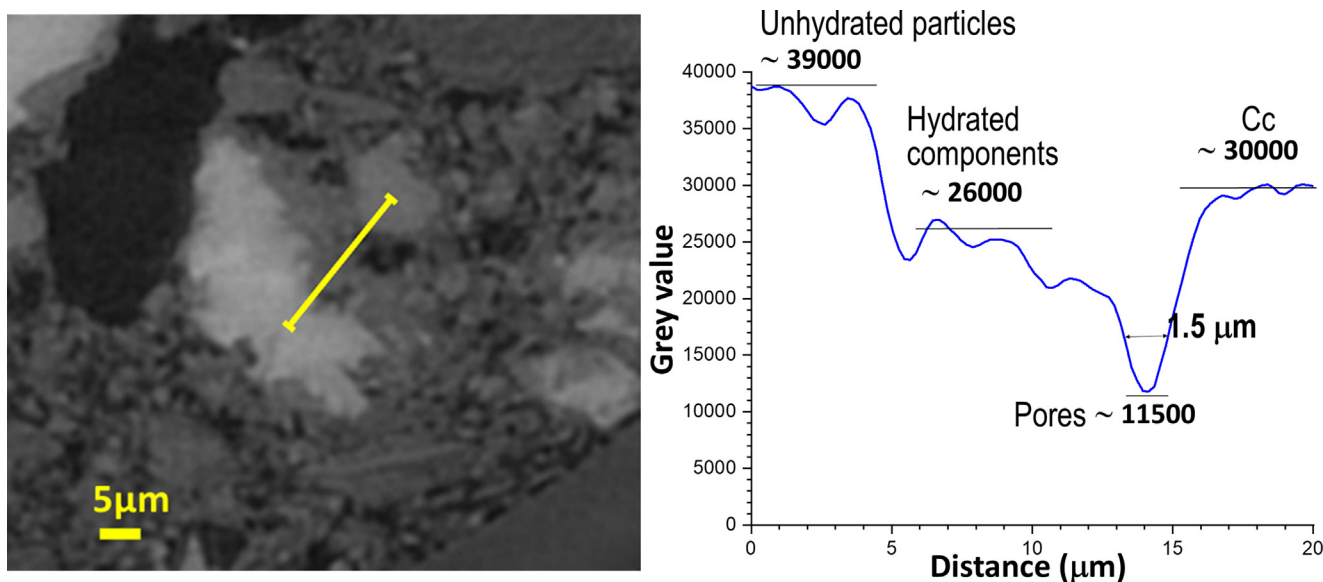 5μm
Unhydrated particles
~ 39000
Hydrated
components
~ 26000
Cc
~ 30000
1.5 μm
Pores ~ 11500
Grey value
40000
35000
30000
25000
20000
15000
10000
5000
0
0
5
10
15
20
Distance (μm)